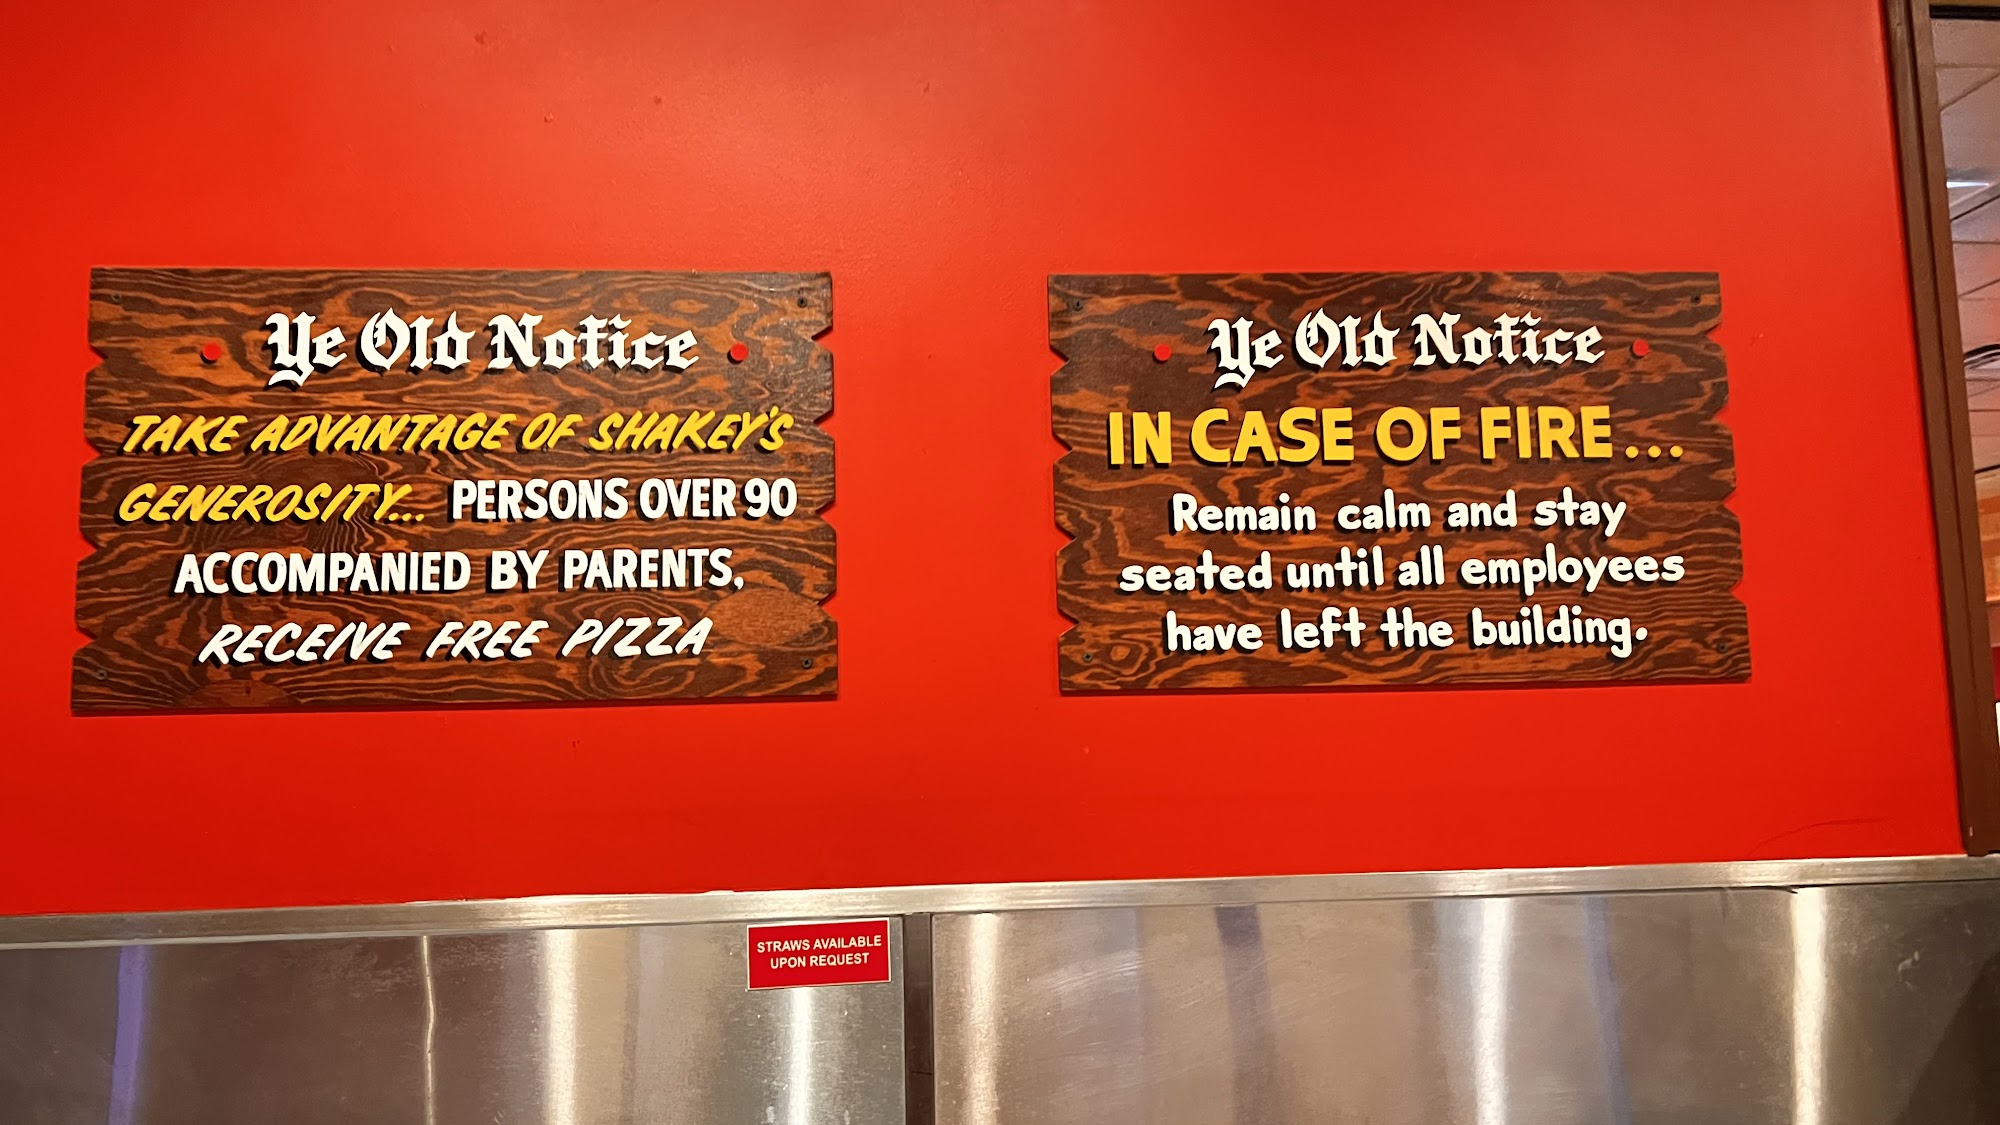 Ye Old Notice
TAKE ADVANTAGE OF SHAKEY'S
GENEROSITY... PERSONS OVER 90
ACCOMPANIED BY PARENTS,
RECEIVE FREE PIZZA
Ye Old Notice
IN CASE OF FIRE...
Remain calm and stay
seated until all employees
have left the building.
STRAWS AVAILABLE
UPON REQUEST